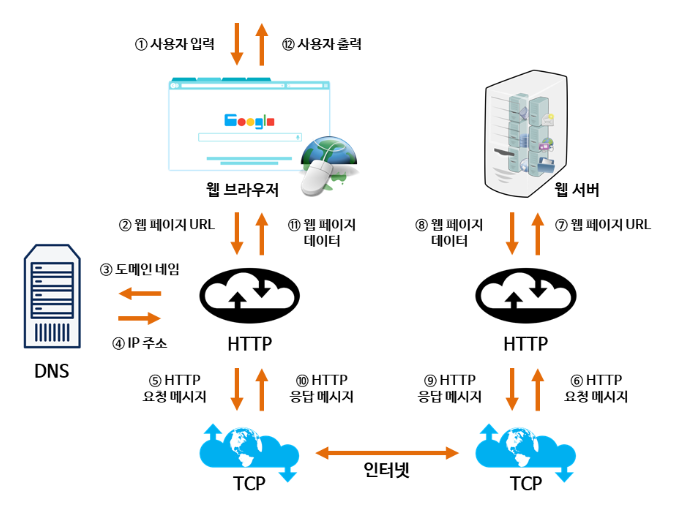 ① 사용자 입력
⑫ 사용자 출력
Google
웹 브라우저
웹 서버
② 웹 페이지 URL
⑪ 웹 페이지
데이터
⑧ 웹 페이지
데이터
⑦ 웹 페이지 URL
③ 도메인 네임
④ IP 주소
DNS
HTTP
HTTP
⑤ HTTP
요청 메시지
⑩ HTTP
응답 메시지
⑨ HTTP
응답 메시지
⑥ HTTP
요청 메시지
TCP
인터넷
TCP